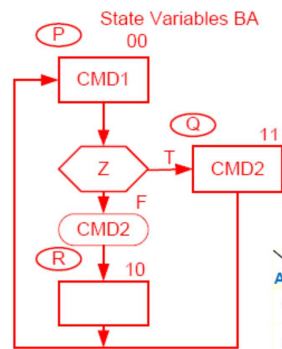 State Variables BA
P
00
CMD1
Q
11
Z
T
CMD2
F
CMD2
R
10
A